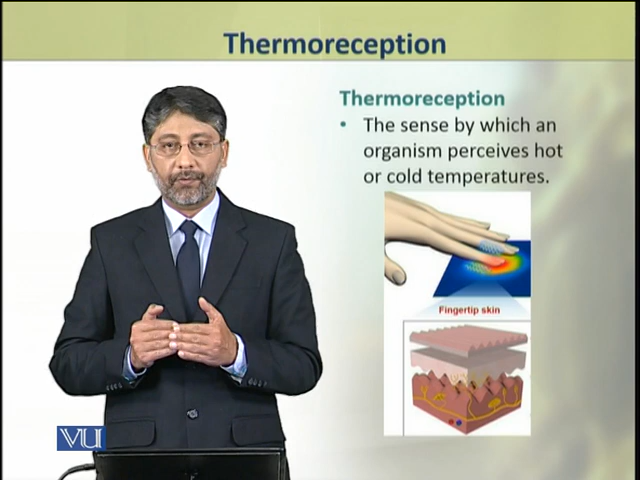 Thermoreception
Thermoreception
• The sense by which an
organism perceives hot
or cold temperatures.
Fingertip skin
VU